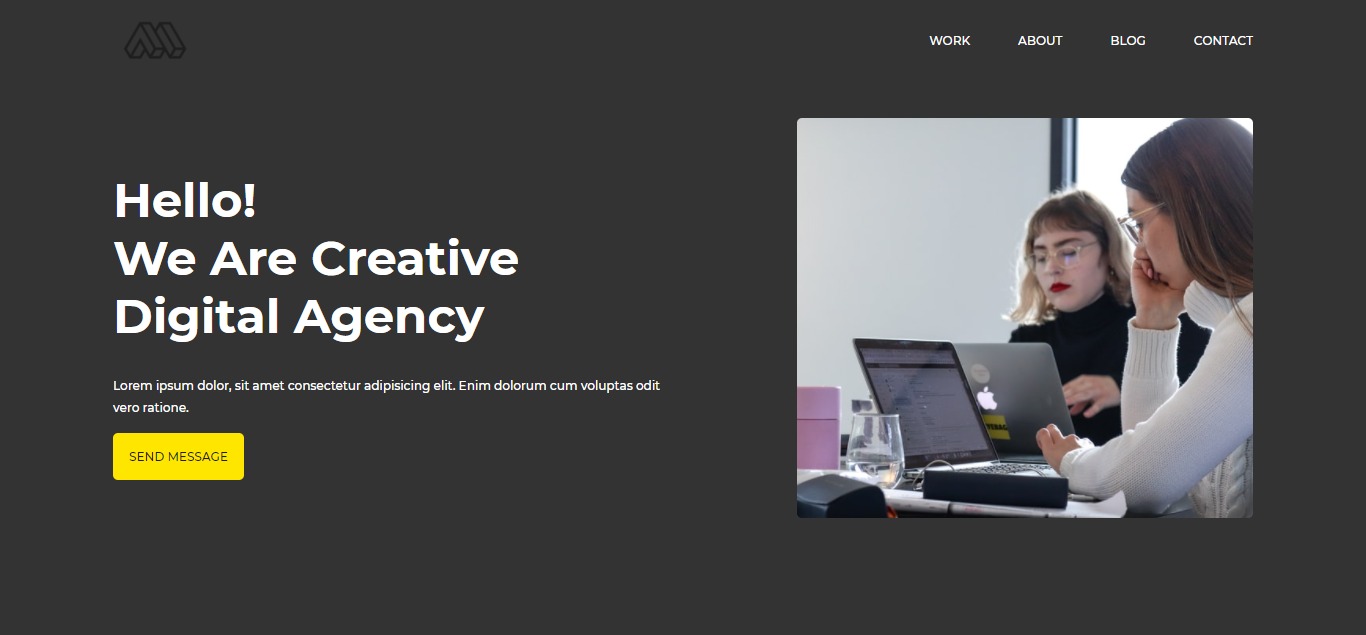 WORK ABOUT BLOG CONTACT
Hello!
We Are Creative
Digital Agency
Lorem ipsum dolor, sit amet consectetur adipisicing elit. Enim dolorum cum voluptas odit
vero ratione.
SEND MESSAGE